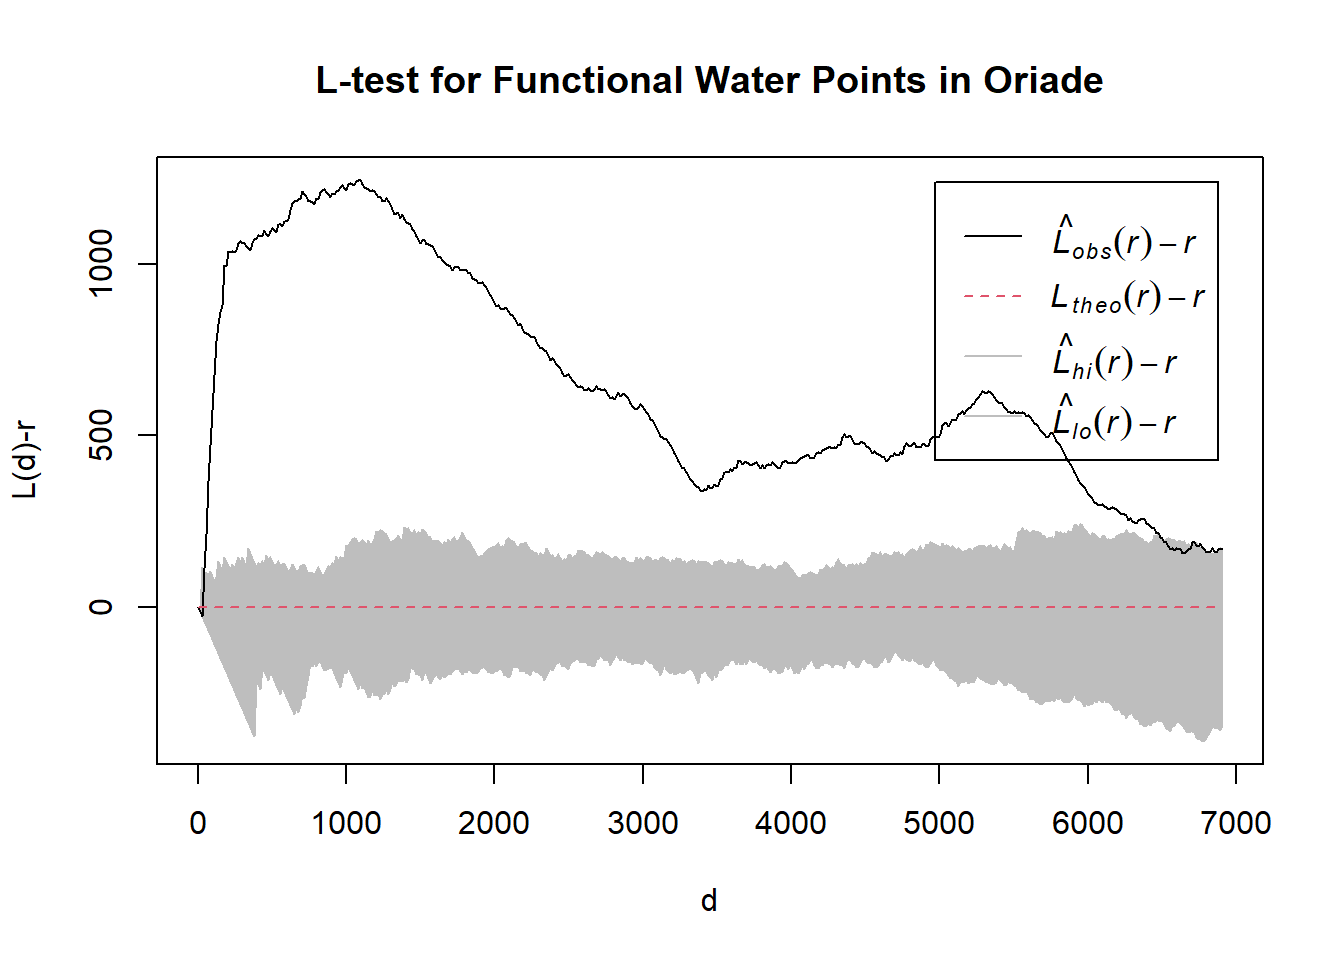 L-test for Functional Water Points in Oriade
L(d)-r
1000
500
0
L̂obs(r) – r
Ltheo(r) – r
L̂hi(r) – r
L̂lo(r) – r
0 1000 2000 3000 4000 5000 6000 7000
d